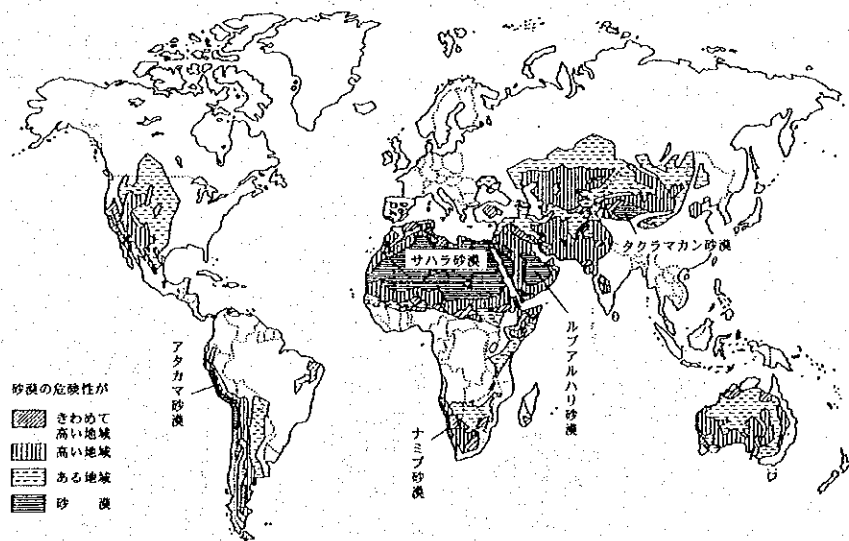 サハラ砂漠
タクラマカン砂漠
ルブアルハリ砂漠
アタカマ砂漠
ナミブ砂漠
砂漠の危険性が
きわめて
高い地域
高い地域
ある地域
砂　漠